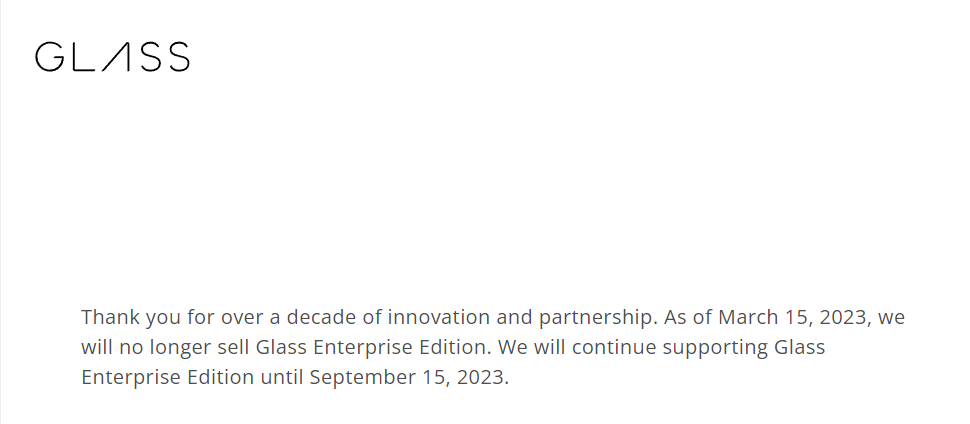 GLASS
Thank you for over a decade of innovation and partnership. As of March 15, 2023, we
will no longer sell Glass Enterprise Edition. We will continue supporting Glass
Enterprise Edition until September 15, 2023.